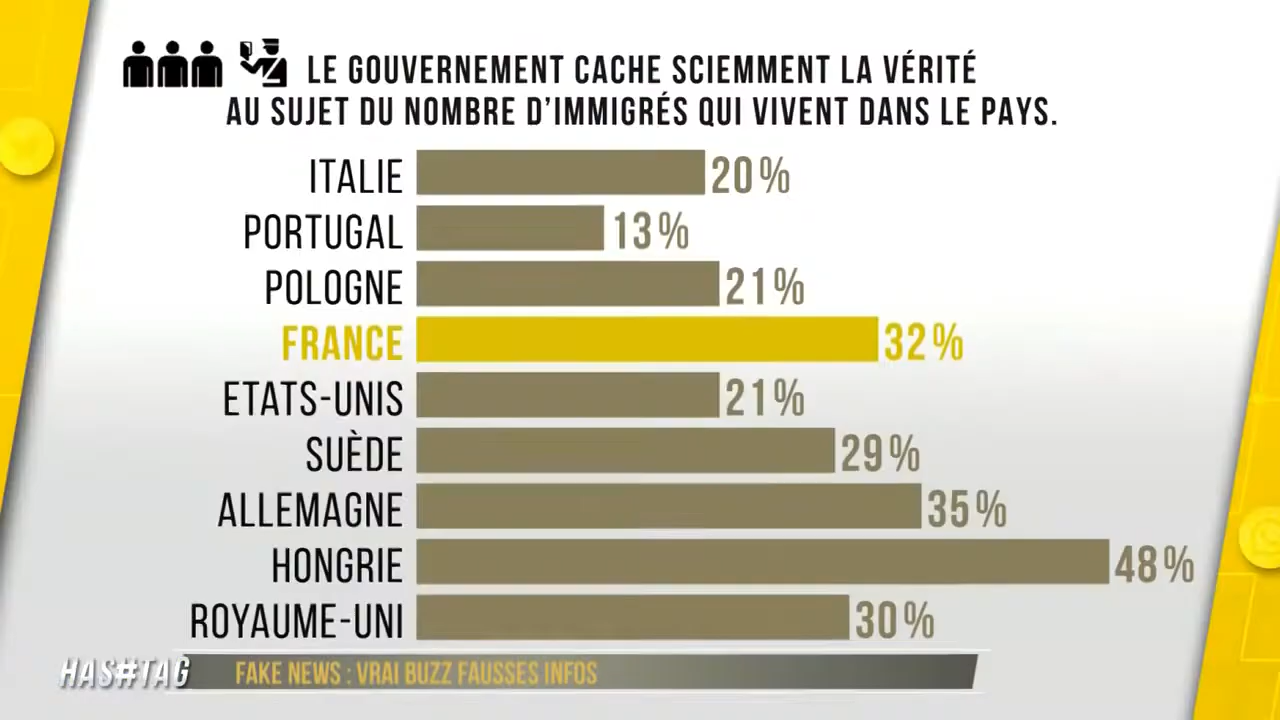 LE GOUVERNEMENT CACHE SCIEMMENT LA VÉRITÉ
AU SUJET DU NOMBRE D'IMMIGRÉS QUI VIVENT DANS LE PAYS.
ITALIE 20%
PORTUGAL 13%
POLOGNE 21%
FRANCE 32%
ETATS-UNIS 21%
SUÈDE 29%
ALLEMAGNE 35%
HONGRIE 48%
ROYAUME-UNI 30%
HAS#TAG FAKE NEWS : VRAI BUZZ FAUSSES INFOS